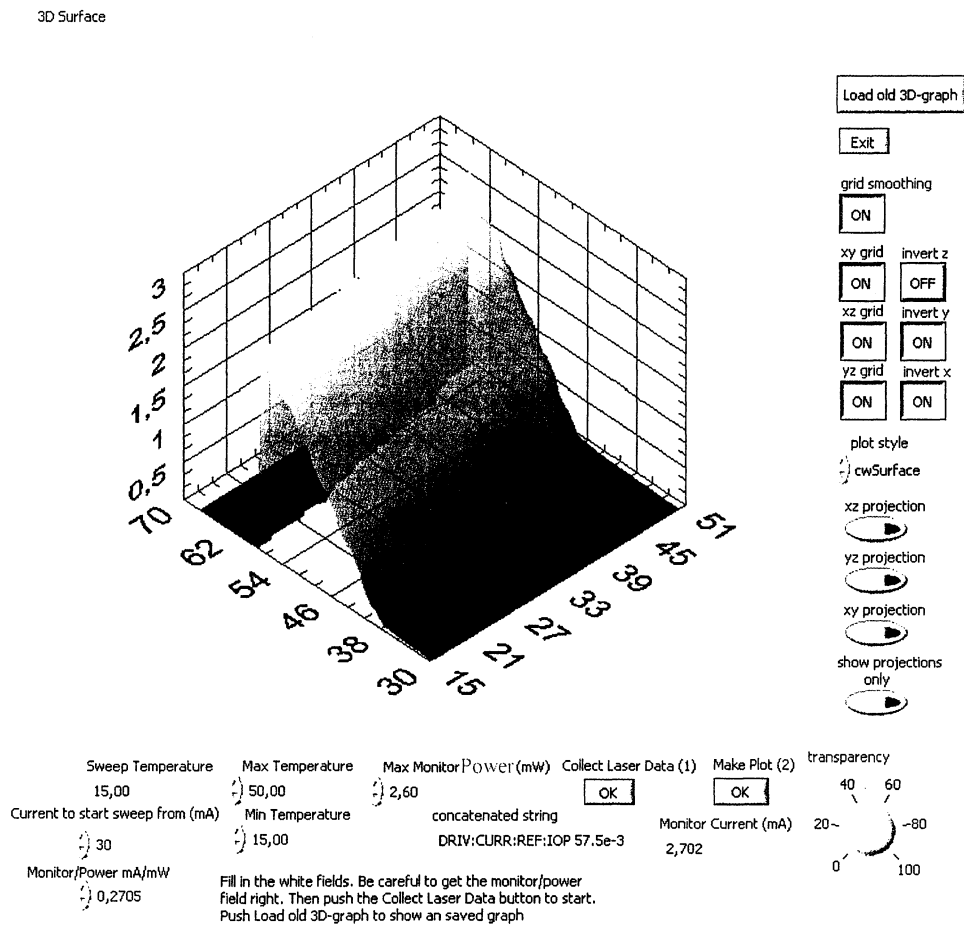 3D Surface
Load old 3D-graph
Exit
grid smoothing
ON
xy grid invert z
ON OFF
xz grid invert y
ON ON
yz grid invert x
ON ON
plot style
cwSurface
xz projection
yz projection
xy projection
show projections
only
3
2,5
2
1,5
1
0,5
70
62
54
46
38
30
15
21
27
33
39
45
51
Sweep Temperature
15,00
Max Temperature
50,00
Max Monitor Power (mW)
2,60
Collect Laser Data (1)
OK
Make Plot (2)
OK
transparency
40 60
20 80
0 100
Current to start sweep from (mA)
30
Min Temperature
15,00
concatenated string
DRIV:CURR:REF:IOP 57.5e-3
Monitor Current (mA)
2,702
Monitor/Power mA/mW
0,2705
Fill in the white fields. Be careful to get the monitor/power
field right. Then push the Collect Laser Data button to start.
Push Load old 3D-graph to show an saved graph